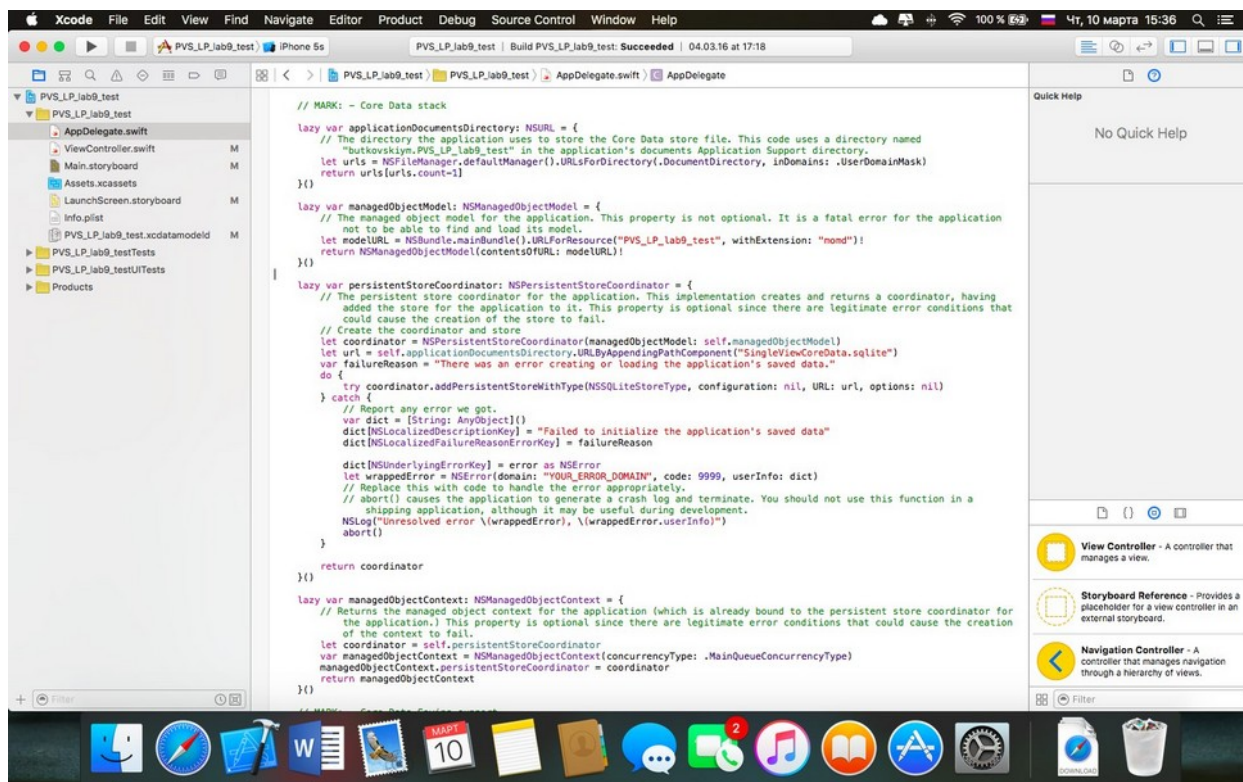 Xcode File Edit View Find Navigate Editor Product Debug Source Control Window Help 100 % Чт, 10 марта 15:36
PVS_LP_lab9_test iPhone 5s PVS_LP_lab9_test | Build PVS_LP_lab9_test: Succeeded | 04.03.16 at 17:18
PVS_LP_lab9_test PVS_LP_lab9_test AppDelegate.swift AppDelegate
PVS_LP_lab9_test
PVS_LP_lab9_test
AppDelegate.swift
ViewController.swift M
Main.storyboard M
Assets.xcassets
LaunchScreen.storyboard M
Info.plist
PVS_LP_lab9_test.xcdatamodeld M
PVS_LP_lab9_testTests
PVS_LP_lab9_testUITests
Products
Filter
// MARK: - Core Data stack
lazy var applicationDocumentsDirectory: NSURL = {
// The directory the application uses to store the Core Data store file. This code uses a directory named
"butkovskiym.PVS_LP_lab9_test" in the application's documents Application Support directory.
let urls = NSFileManager.defaultManager().URLsForDirectory(.DocumentDirectory, inDomains: .UserDomainMask)
return urls[urls.count-1]
}()
lazy var managedObjectModel: NSManagedObjectModel = {
// The managed object model for the application. This property is not optional. It is a fatal error for the application
not to be able to find and load its model.
let modelURL = NSBundle.mainBundle().URLForResource("PVS_LP_lab9_test", withExtension: "momd")!
return NSManagedObjectModel(contentsOfURL: modelURL)!
}()
lazy var persistentStoreCoordinator: NSPersistentStoreCoordinator = {
// The persistent store coordinator for the application. This implementation creates and returns a coordinator, having
added the store for the application to it. This property is optional since there are legitimate error conditions that
could cause the creation of the store to fail.
// Create the coordinator and store
let coordinator = NSPersistentStoreCoordinator(managedObjectModel: self.managedObjectModel)
let url = self.applicationDocumentsDirectory.URLByAppendingPathComponent("SingleViewCoreData.sqlite")
var failureReason = "There was an error creating or loading the application's saved data."
do {
try coordinator.addPersistentStoreWithType(NSSQLiteStoreType, configuration: nil, URL: url, options: nil)
} catch {
// Report any error we got.
var dict = [String: AnyObject]()
dict[NSLocalizedDescriptionKey] = "Failed to initialize the application's saved data"
dict[NSLocalizedFailureReasonErrorKey] = failureReason
dict[NSUnderlyingErrorKey] = error as NSError
let wrappedError = NSError(domain: "YOUR_ERROR_DOMAIN", code: 9999, userInfo: dict)
// Replace this with code to handle the error appropriately.
// abort() causes the application to generate a crash log and terminate. You should not use this function in a
shipping application, although it may be useful during development.
NSLog("Unresolved error \(wrappedError), \(wrappedError.userInfo)")
abort()
}
return coordinator
}()
lazy var managedObjectContext: NSManagedObjectContext = {
// Returns the managed object context for the application (which is already bound to the persistent store coordinator for
the application.) This property is optional since there are legitimate error conditions that could cause the creation
of the context to fail.
let coordinator = self.persistentStoreCoordinator
var managedObjectContext = NSManagedObjectContext(concurrencyType: .MainQueueConcurrencyType)
managedObjectContext.persistentStoreCoordinator = coordinator
return managedObjectContext
}()
Quick Help
No Quick Help
View Controller - A controller that
manages a view.
Storyboard Reference - Provides a
placeholder for a view controller in an
external storyboard.
Navigation Controller - A
controller that manages navigation
through a hierarchy of views.
Filter
МАРТ
10
2
DOWNLOAD